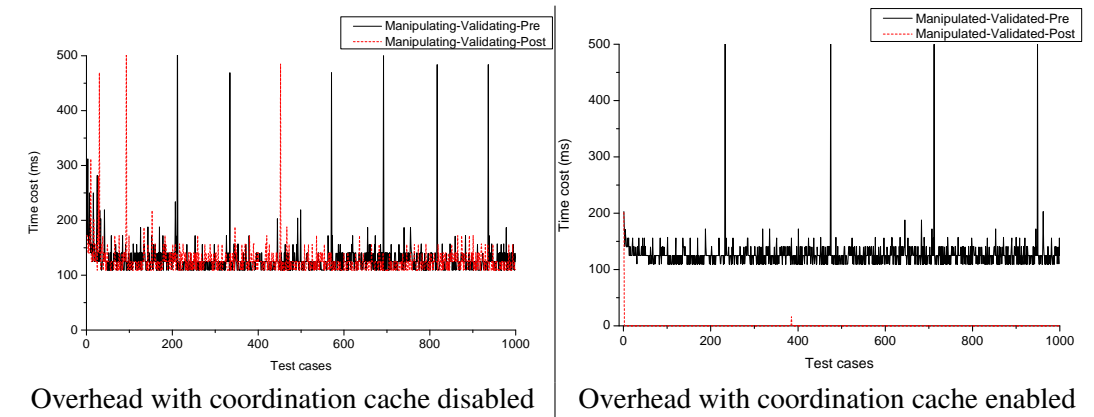 Manipulating-Validating-Pre
Manipulating-Validating-Post
500
400
300
200
100
0
Time cost (ms)
0
200
400
600
800
1000
Test cases
Overhead with coordination cache disabled
Manipulated-Validated-Pre
Manipulated-Validated-Post
500
400
300
200
100
0
Time cost (ms)
0
200
400
600
800
1000
Test cases
Overhead with coordination cache enabled